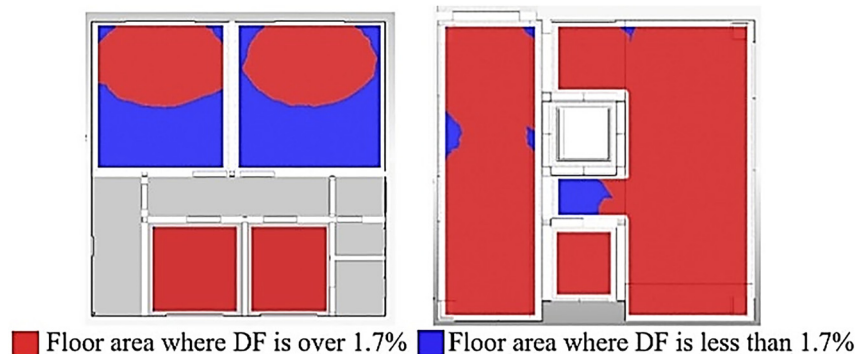 Floor area where DF is over 1.7% Floor area where DF is less than 1.7%